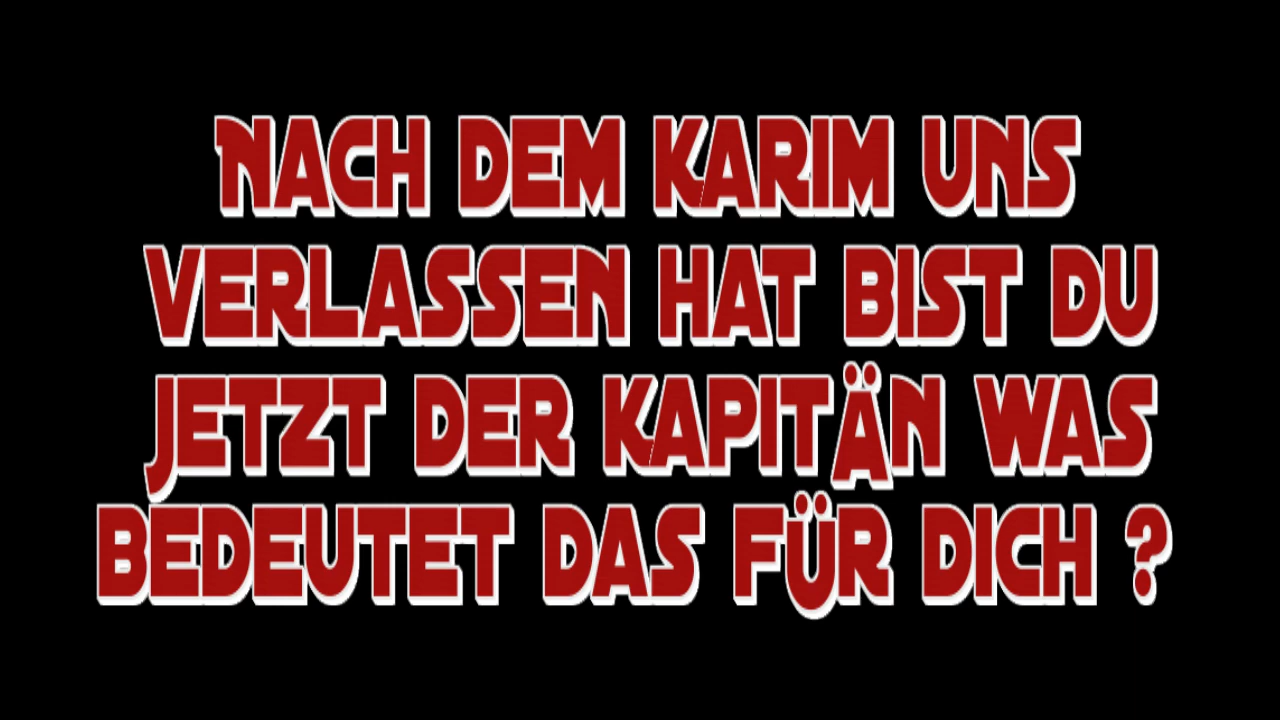 Nach dem Karim uns
verlassen hat bist du
jetzt der Kapitän was
bedeutet das für dich ?